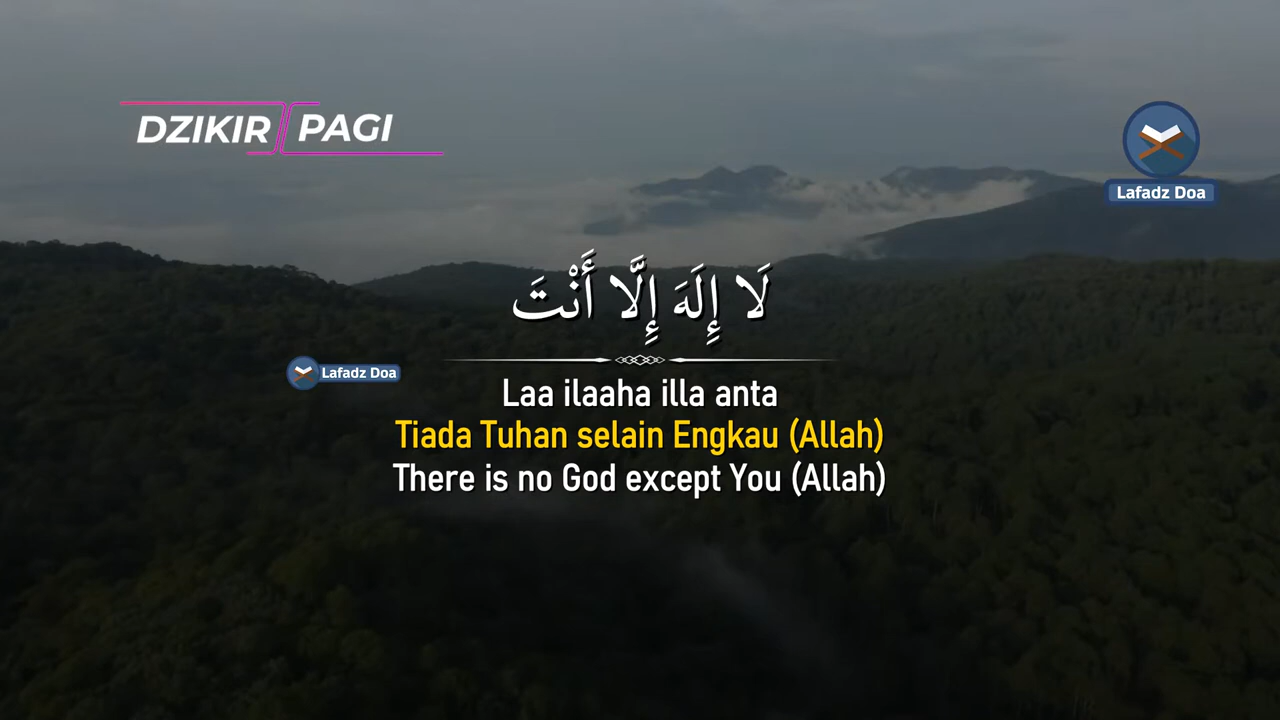 DZIKIR PAGI
Lafadz Doa
لَا إِلَهَ إِلَّا أَنْتَ
Lafadz Doa
Laa ilaaha illa anta
Tiada Tuhan selain Engkau (Allah)
There is no God except You (Allah)